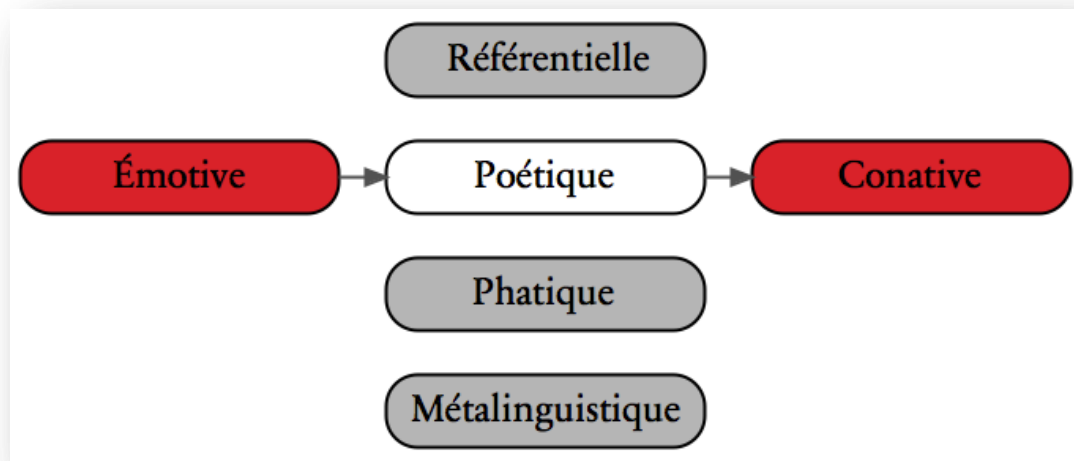 Référentielle
Émotive
Poétique
Conative
Phatique
Métalinguistique